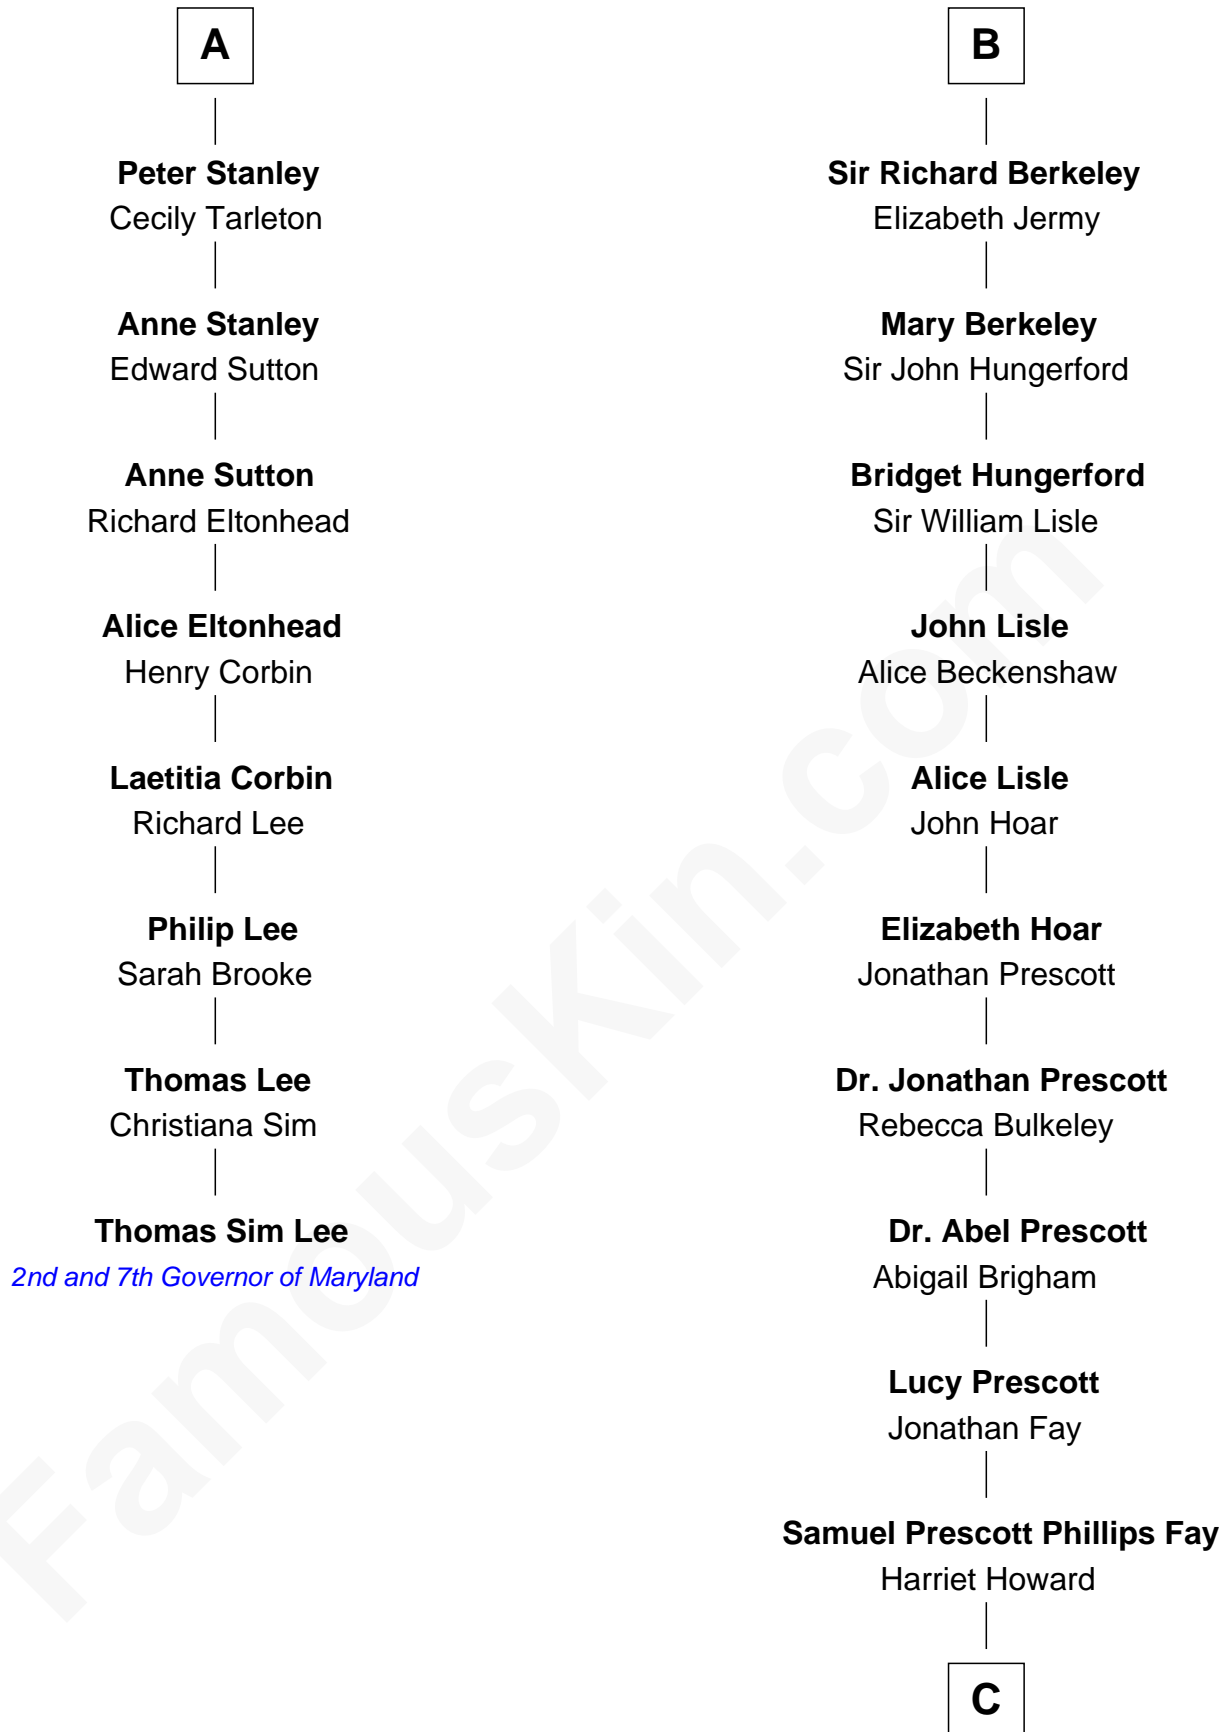 A
Peter Stanley
Cecily Tarleton
Anne Stanley
Edward Sutton
Anne Sutton
Richard Eltonhead
Alice Eltonhead
Henry Corbin
Laetitia Corbin
Richard Lee
Philip Lee
Sarah Brooke
Thomas Lee
Christiana Sim
Thomas Sim Lee
2nd and 7th Governor of Maryland
B
Sir Richard Berkeley
Elizabeth Jermy
Mary Berkeley
Sir John Hungerford
Bridget Hungerford
Sir William Lisle
John Lisle
Alice Beckenshaw
Alice Lisle
John Hoar
Elizabeth Hoar
Jonathan Prescott
Dr. Jonathan Prescott
Rebecca Bulkeley
Dr. Abel Prescott
Abigail Brigham
Lucy Prescott
Jonathan Fay
Samuel Prescott Phillips Fay
Harriet Howard
C
FamousKin.com